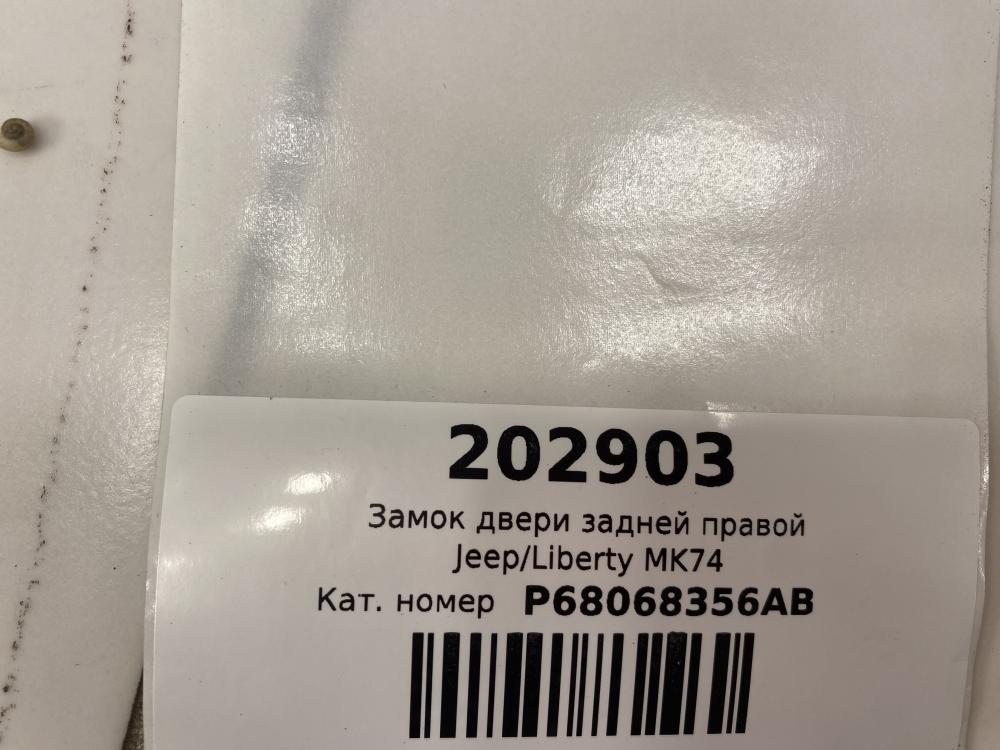 202903
Замок двери задней правой
Jeep/Liberty MK74
Кат. номер P68068356AB